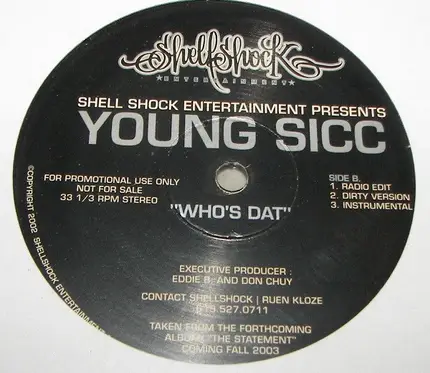 ShellShock
ENTERTAINMENT
SHELL SHOCK ENTERTAINMENT PRESENTS
YOUNG SICC
FOR PROMOTIONAL USE ONLY
NOT FOR SALE
33 1/3 RPM STEREO
SIDE B.
1. RADIO EDIT
2. DIRTY VERSION
3. INSTRUMENTAL
"WHO'S DAT"
EXECUTIVE PRODUCER :
EDDIE B. AND DON CHUY
CONTACT SHELLSHOCK | RUEN KLOZE
619.527.0711
TAKEN FROM THE FORTHCOMING
ALBUM "THE STATEMENT"
COMING FALL 2003
©COPYRIGHT 2002 SHELLSHOCK ENTERTAINMENT